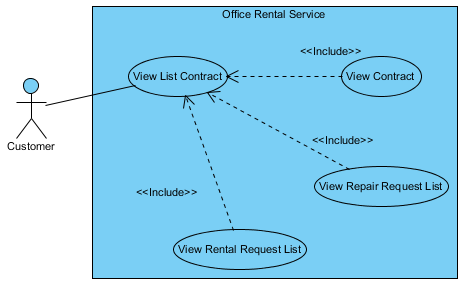 Office Rental Service
<<Include>>
View List Contract
View Contract
Customer
<<Include>>
View Repair Request List
<<Include>>
View Rental Request List